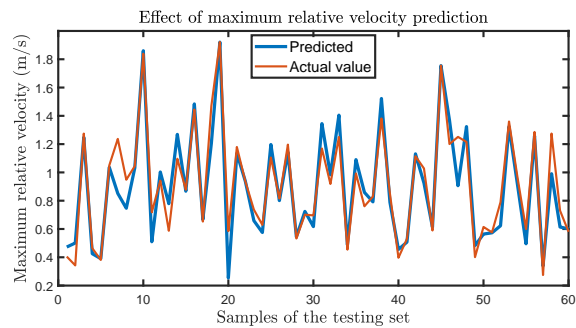 Effect of maximum relative velocity prediction
Maximum relative velocity (m/s)
1.8
1.6
1.4
1.2
1
0.8
0.6
0.4
0.2
Predicted
Actual value
0 10 20 30 40 50 60
Samples of the testing set